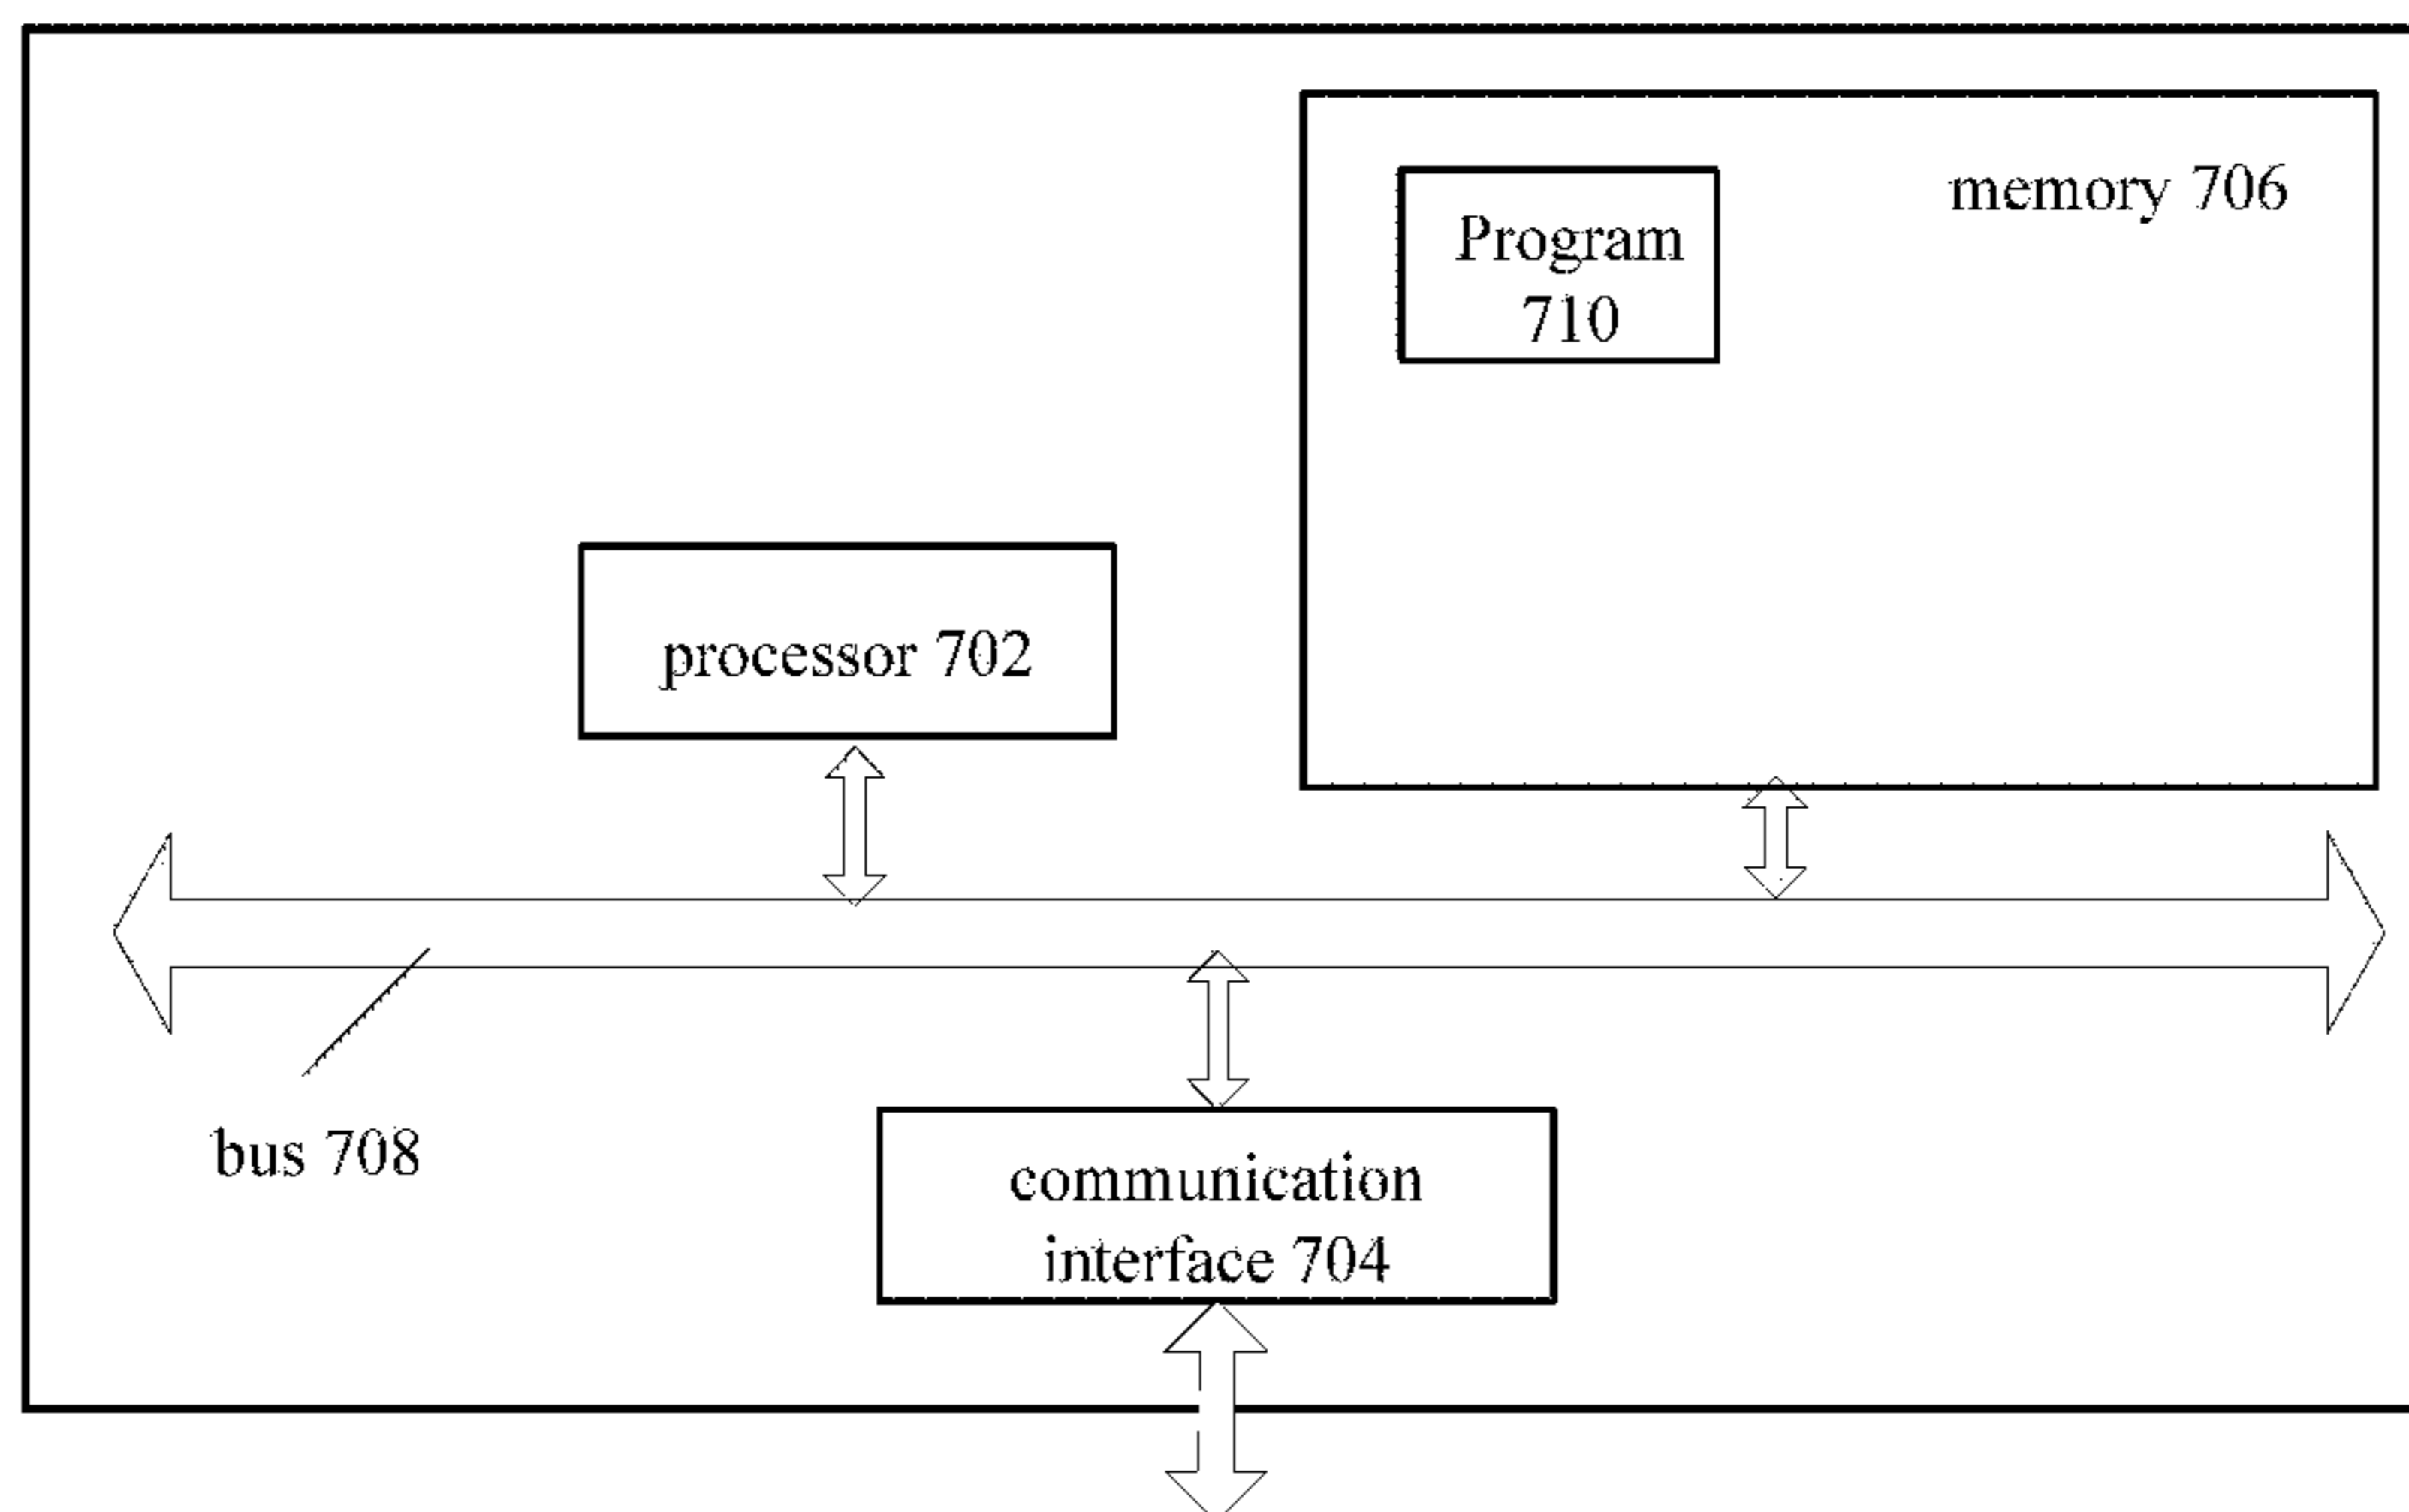 memory 706
Program
710
processor 702
bus 708
communication
interface 704